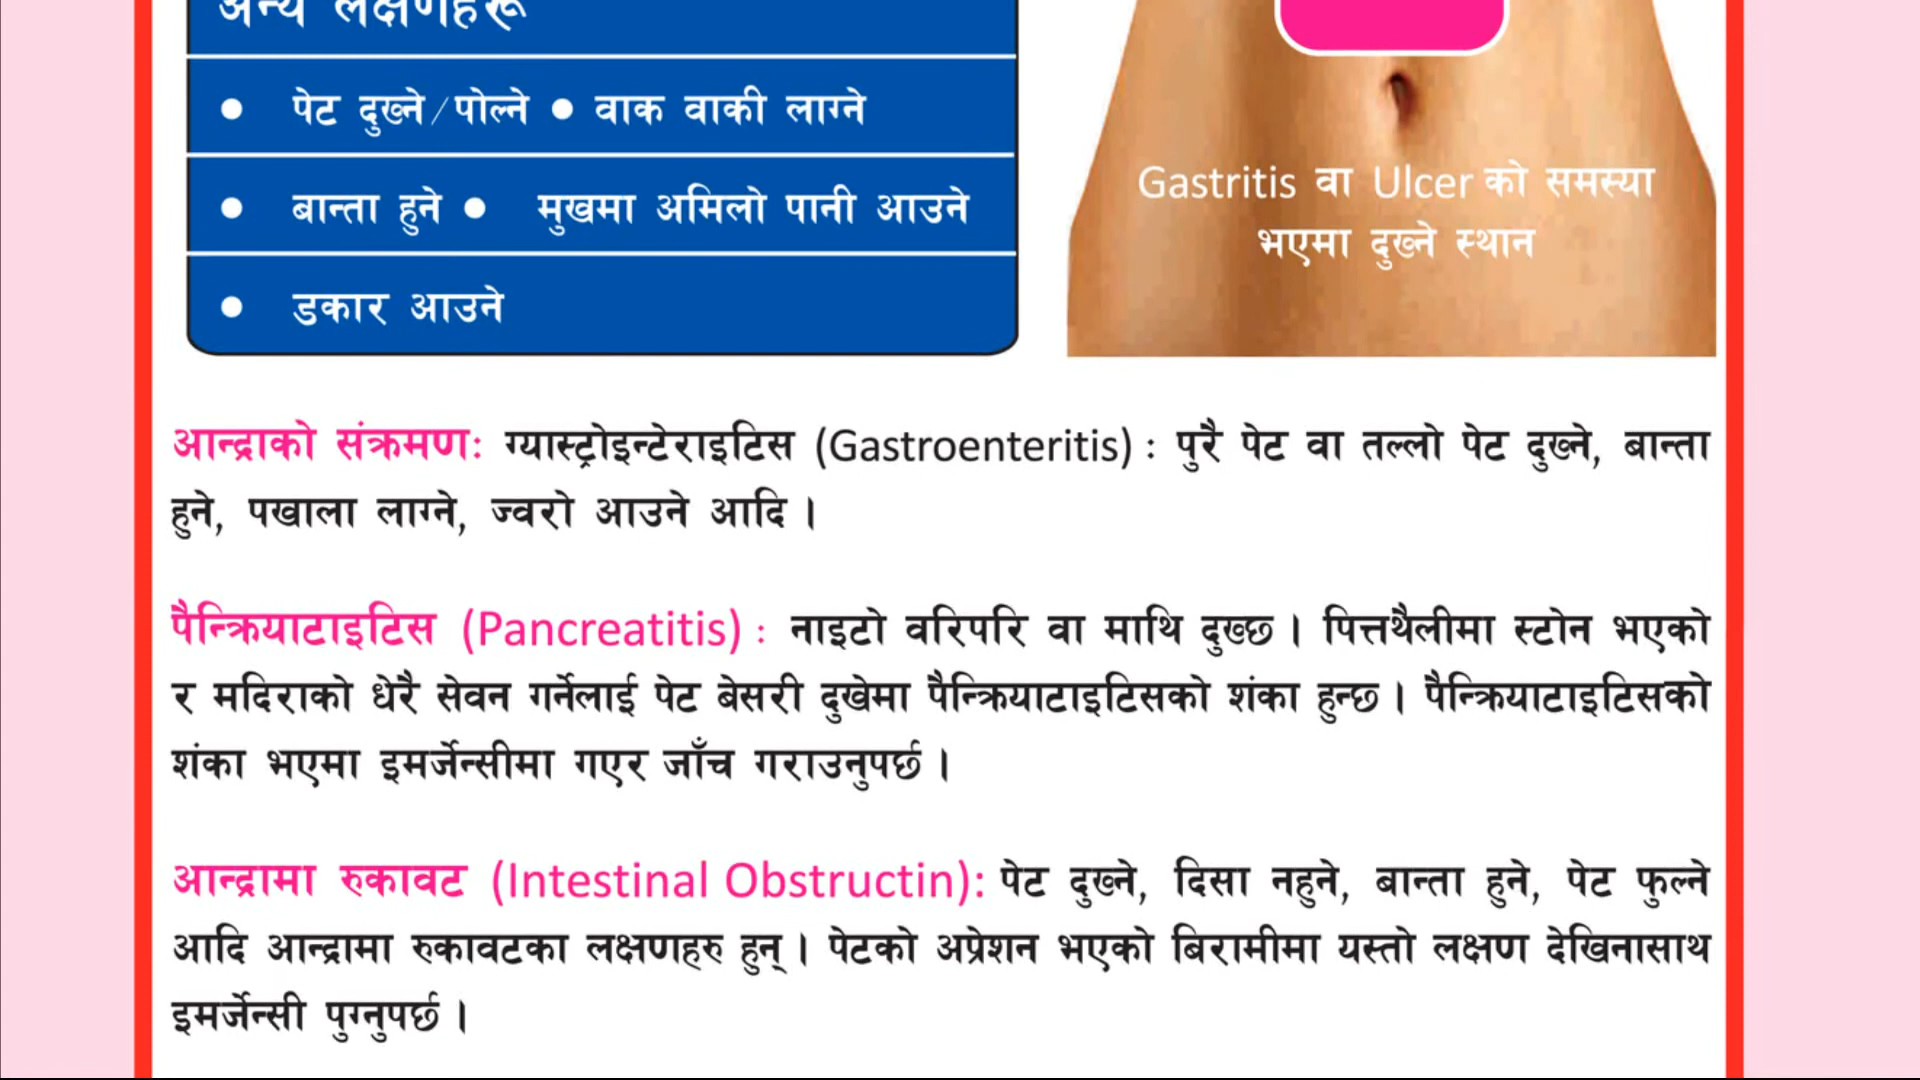 अन्य लक्षणहरू
● पेट दुख्ने/पोल्ने ● वाक वाकी लाग्ने
● बान्ता हुने ● मुखमा अमिलो पानी आउने
● डकार आउने
Gastritis वा Ulcer को समस्या
भएमा दुख्ने स्थान
आन्द्राको संक्रमणः ग्यास्ट्रोइन्टेराइटिस (Gastroenteritis) : पुरै पेट वा तल्लो पेट दुख्ने, बान्ता
हुने, पखाला लाग्ने, ज्वरो आउने आदि ।
पैन्क्रियाटाइटिस (Pancreatitis) : नाइटो वरिपरि वा माथि दुख्छ । पित्तथैलीमा स्टोन भएको
र मदिराको धेरै सेवन गर्नेलाई पेट बेसरी दुखेमा पैन्क्रियाटाइटिसको शंका हुन्छ । पैन्क्रियाटाइटिसको
शंका भएमा इमर्जेन्सीमा गएर जाँच गराउनुपर्छ ।
आन्द्रामा रुकावट (Intestinal Obstructin): पेट दुख्ने, दिसा नहुने, बान्ता हुने, पेट फुल्ने
आदि आन्द्रामा रुकावटका लक्षणहरु हुन् । पेटको अप्रेशन भएको बिरामीमा यस्तो लक्षण देखिनासाथ
इमर्जेन्सी पुग्नुपर्छ ।